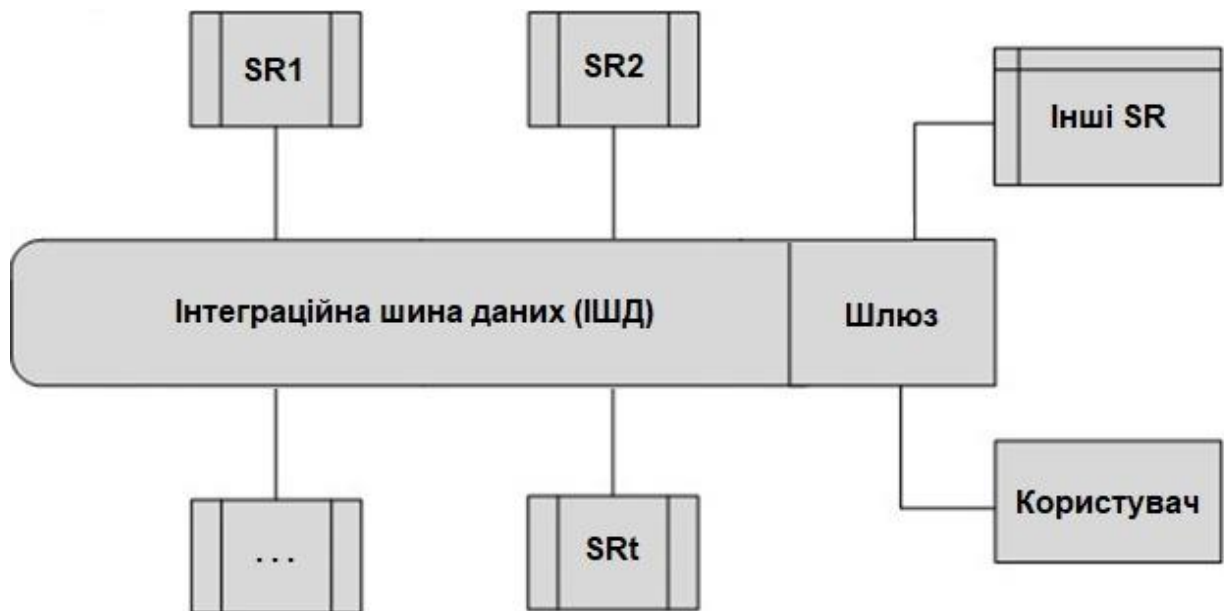 SR1
SR2
Інші SR
Інтеграційна шина даних (ІШД)
Шлюз
...
SRt
Користувач